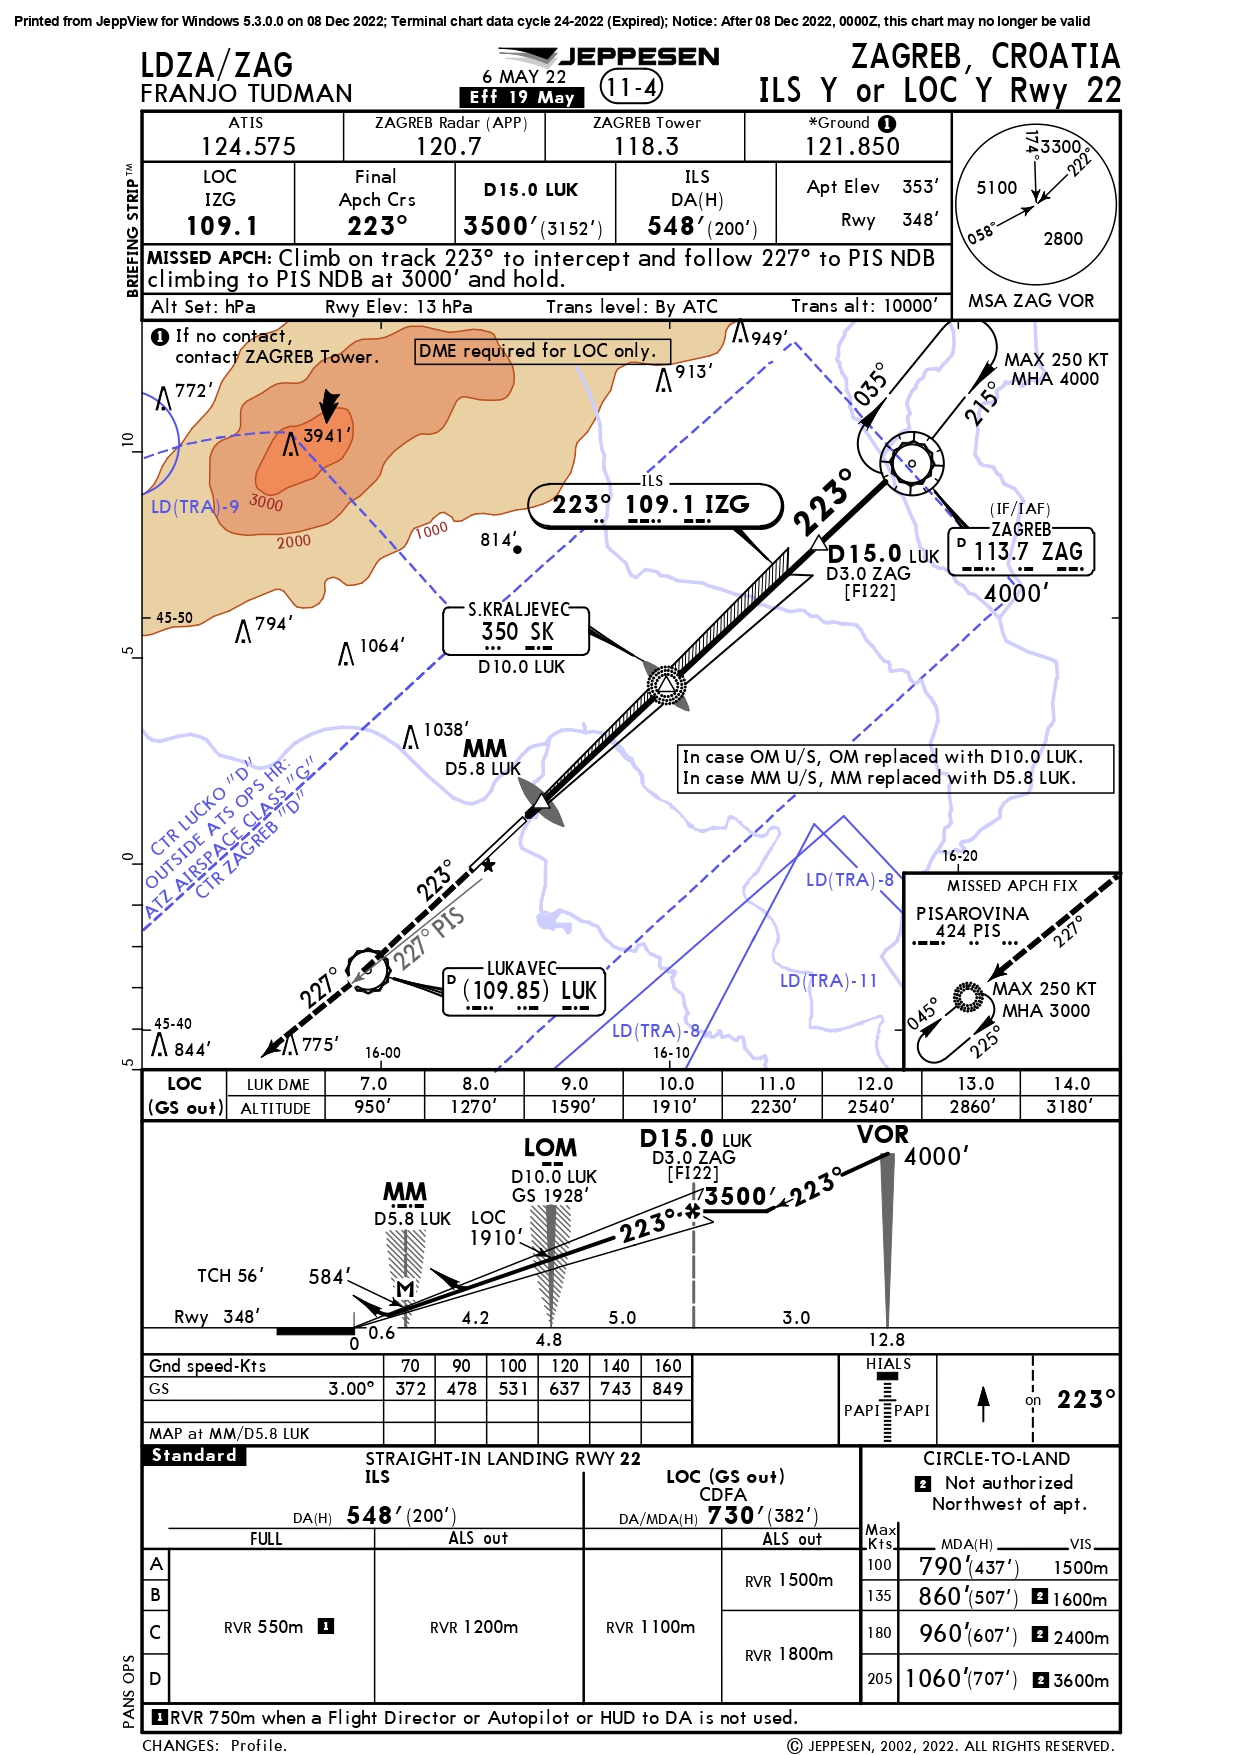 Printed from JeppView for Windows 5.3.0.0 on 08 Dec 2022; Terminal chart data cycle 24-2022 (Expired); Notice: After 08 Dec 2022, 0000Z, this chart may no longer be valid
LDZA/ZAG
FRANJO TUDMAN
JEPPESEN
6 MAY 22
Eff 19 May
11-4
ZAGREB, CROATIA
ILS Y or LOC Y Rwy 22
BRIEFING STRIP™
ATIS
124.575
ZAGREB Radar (APP)
120.7
ZAGREB Tower
118.3
*Ground 1
121.850
LOC
IZG
109.1
Final
Apch Crs
223°
D15.0 LUK
3500'(3152')
ILS
DA(H)
548'(200')
Apt Elev 353'
Rwy 348'
MISSED APCH: Climb on track 223° to intercept and follow 227° to PIS NDB
climbing to PIS NDB at 3000' and hold.
Alt Set: hPa Rwy Elev: 13 hPa Trans level: By ATC Trans alt: 10000'
174°
3300
222°
5100
058°
2800
MSA ZAG VOR
1 If no contact,
contact ZAGREB Tower.
DME required for LOC only.
949'
913'
772'
3941'
LD(TRA)-9
3000
2000
1000
814'
035°
215°
MAX 250 KT
MHA 4000
10
ILS
223° 109.1 IZG
223°
(IF/IAF)
ZAGREB
D 113.7 ZAG
4000'
D15.0 LUK
D3.0 ZAG
[FI22]
45-50
794'
1064'
5
S.KRALJEVEC
350 SK
D10.0 LUK
1038'
MM
D5.8 LUK
In case OM U/S, OM replaced with D10.0 LUK.
In case MM U/S, MM replaced with D5.8 LUK.
CTR LUCKO "D"
OUTSIDE ATS OPS HR:
ATZ AIRSPACE CLASS "G"
CTR ZAGREB "D"
0
223°
227° PIS
227°
LUKAVEC
D (109.85) LUK
LD(TRA)-8
LD(TRA)-11
LD(TRA)-8
16-20
MISSED APCH FIX
PISAROVINA
424 PIS
227°
MAX 250 KT
MHA 3000
045°
225°
45-40
844'
775'
16-00
16-10
5
LOC
(GS out)
LUK DME 7.0 8.0 9.0 10.0 11.0 12.0 13.0 14.0
ALTITUDE 950' 1270' 1590' 1910' 2230' 2540' 2860' 3180'
D15.0 LUK
D3.0 ZAG
[FI22]
VOR
4000'
LOM
D10.0 LUK
GS 1928'
MM
D5.8 LUK
LOC
1910'
3500'
223°
223°
TCH 56'
584'
M
Rwy 348'
0.6
4.2
5.0
3.0
0
4.8
12.8
Gnd speed-Kts 70 90 100 120 140 160
GS 3.00° 372 478 531 637 743 849
MAP at MM/D5.8 LUK
HIALS
PAPI PAPI
on 223°
Standard
STRAIGHT-IN LANDING RWY 22
ILS
DA(H) 548'(200')
FULL
ALS out
LOC (GS out)
CDFA
DA/MDA(H) 730'(382')
ALS out
CIRCLE-TO-LAND
2 Not authorized
Northwest of apt.
Max
Kts
MDA(H)
VIS
A
B
C
D
RVR 550m 1
RVR 1200m
RVR 1100m
RVR 1500m
RVR 1800m
100 790'(437') 1500m
135 860'(507') 2 1600m
180 960'(607') 2 2400m
205 1060'(707') 2 3600m
PANS OPS
1 RVR 750m when a Flight Director or Autopilot or HUD to DA is not used.
CHANGES: Profile.
© JEPPESEN, 2002, 2022. ALL RIGHTS RESERVED.